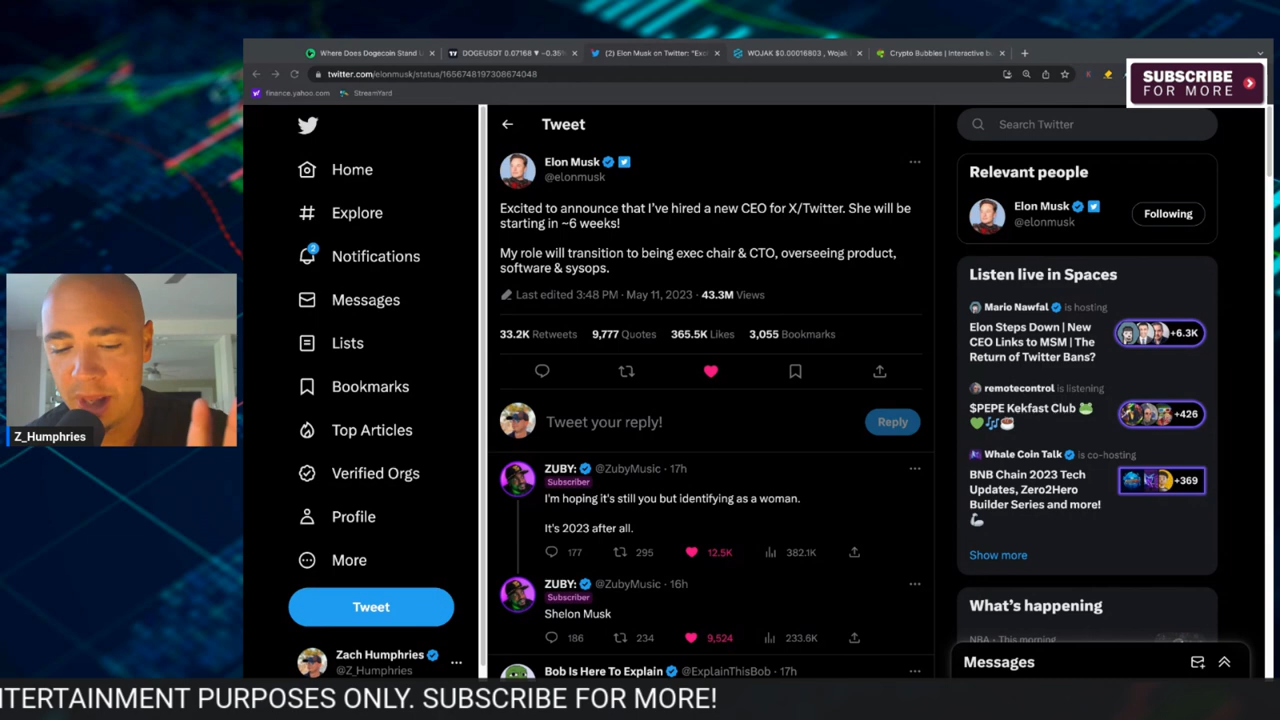 Where Does Dogecoin Stand
DOGEUSDT 0.07168 ▼ −0.35%
(2) Elon Musk on Twitter: "Exc
WOJAK $0.00016803 , Wojak
Crypto Bubbles | Interactive b
twitter.com/elonmusk/status/1656748197308674048
finance.yahoo.com
StreamYard
SUBSCRIBE
FOR MORE
Home
Explore
2
Notifications
Messages
Lists
Bookmarks
Top Articles
Verified Orgs
Profile
More
Tweet
Zach Humphries
@Z_Humphries
Z_Humphries
Tweet
Elon Musk
@elonmusk
Excited to announce that I've hired a new CEO for X/Twitter. She will be
starting in ~6 weeks!
My role will transition to being exec chair & CTO, overseeing product,
software & sysops.
Last edited 3:48 PM · May 11, 2023 · 43.3M Views
33.2K Retweets 9,777 Quotes 365.5K Likes 3,055 Bookmarks
Tweet your reply!
Reply
ZUBY: @ZubyMusic · 17h
Subscriber
I'm hoping it's still you but identifying as a woman.
It's 2023 after all.
177 295 12.5K 382.1K
ZUBY: @ZubyMusic · 16h
Subscriber
Shelon Musk
186 234 9,524 233.6K
Bob Is Here To Explain @ExplainThisBob · 17h
Search Twitter
Relevant people
Elon Musk
@elonmusk
Following
Listen live in Spaces
Mario Nawfal is hosting
Elon Steps Down | New
CEO Links to MSM | The
Return of Twitter Bans?
+6.3K
remotecontrol is listening
$PEPE Kekfast Club 🐸
💚🎶☕
+426
Whale Coin Talk is co-hosting
BNB Chain 2023 Tech
Updates, Zero2Hero
Builder Series and more!
🦾
+369
Show more
What's happening
NBA · This morning
Messages
NTERTAINMENT PURPOSES ONLY. SUBSCRIBE FOR MORE!